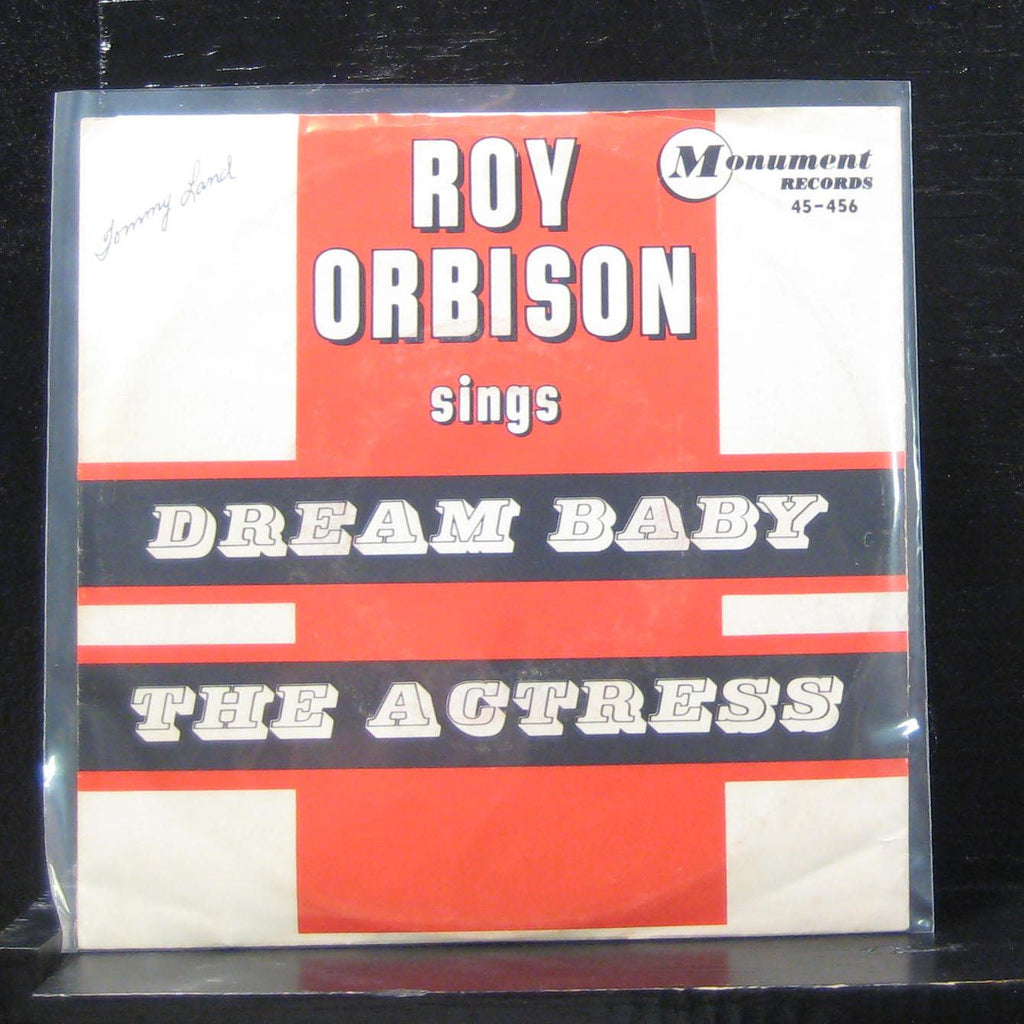 Tommy Land
ROY
ORBISON
sings
Monument
RECORDS
45-456
DREAM BABY
THE ACTRESS